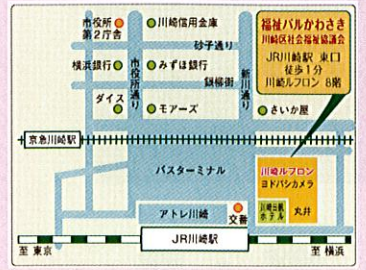 市役所
第2庁舎
川崎信用金庫
砂子通り
横浜銀行
市役所通り
みずほ銀行
銀柳街
新川通り
ダイス
モアーズ
さいか屋
福祉パルかわさき
川崎区社会福祉協議会
JR川崎駅 東口
徒歩1分
川崎ルフロン 8階
京急川崎駅
バスターミナル
川崎ルフロン
ヨドバシカメラ
川崎日航
ホテル
丸井
アトレ川崎
交番
JR川崎駅
至 東京
至 横浜